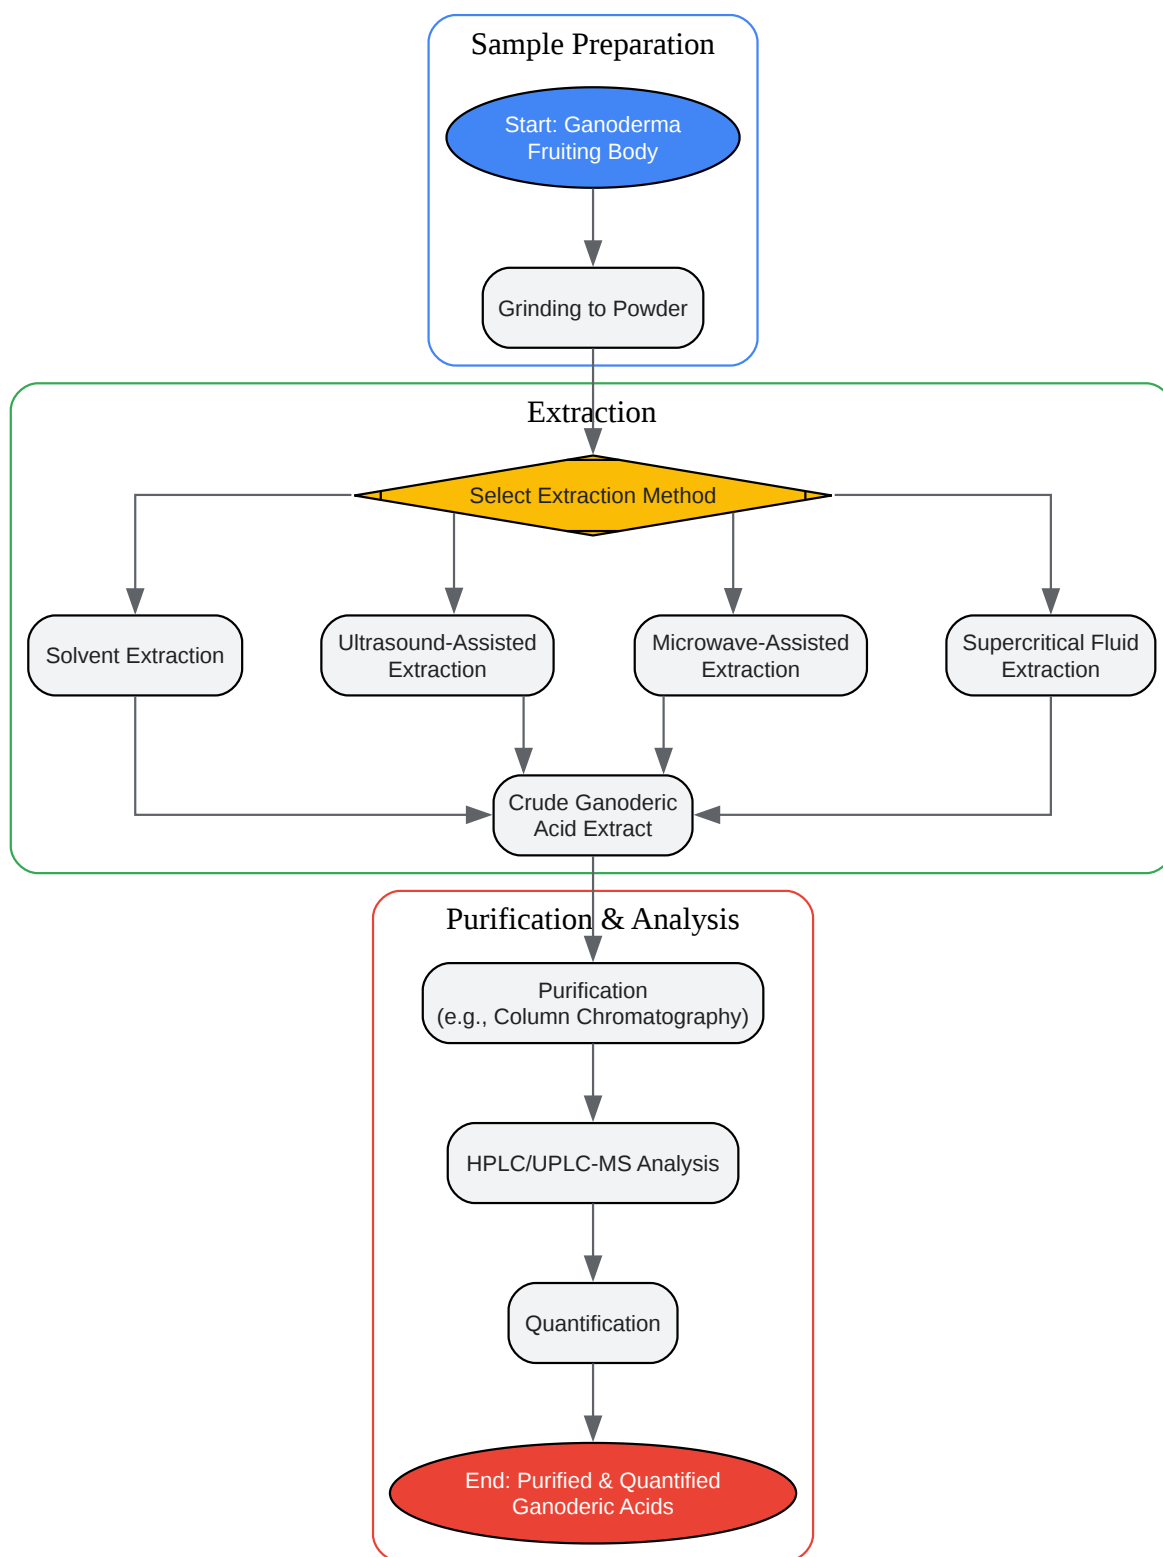 Sample Preparation
Start: Ganoderma
Fruiting Body
Grinding to Powder
Extraction
Select Extraction Method
Solvent Extraction
Ultrasound-Assisted
Extraction
Microwave-Assisted
Extraction
Supercritical Fluid
Extraction
Crude Ganoderic
Acid Extract
Purification & Analysis
Purification
(e.g., Column Chromatography)
HPLC/UPLC-MS Analysis
Quantification
End: Purified & Quantified
Ganoderic Acids